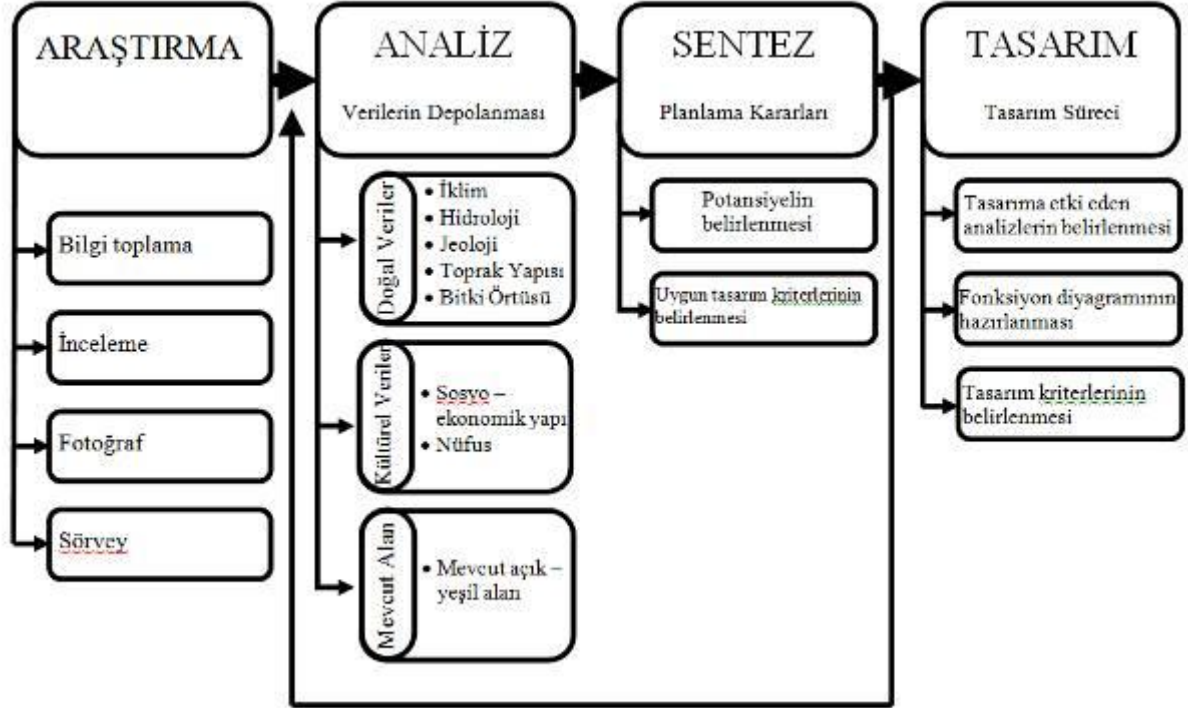 ARAŞTIRMA
Bilgi toplama
İnceleme
Fotoğraf
Sörvey
ANALİZ
Verilerin Depolanması
Doğal Veriler
• İklim
• Hidroloji
• Jeoloji
• Toprak Yapısı
• Bitki Örtüsü
Kültürel Veriler
• Sosyo –
ekonomik yapı
• Nüfus
Mevcut Alan
• Mevcut açık –
yeşil alan
SENTEZ
Planlama Kararları
Potansiyelin
belirlenmesi
Uygun tasarım kriterlerinin
belirlenmesi
TASARIM
Tasarım Süreci
Tasarıma etki eden
analizlerin belirlenmesi
Fonksiyon diyagramının
hazırlanması
Tasarım kriterlerinin
belirlenmesi